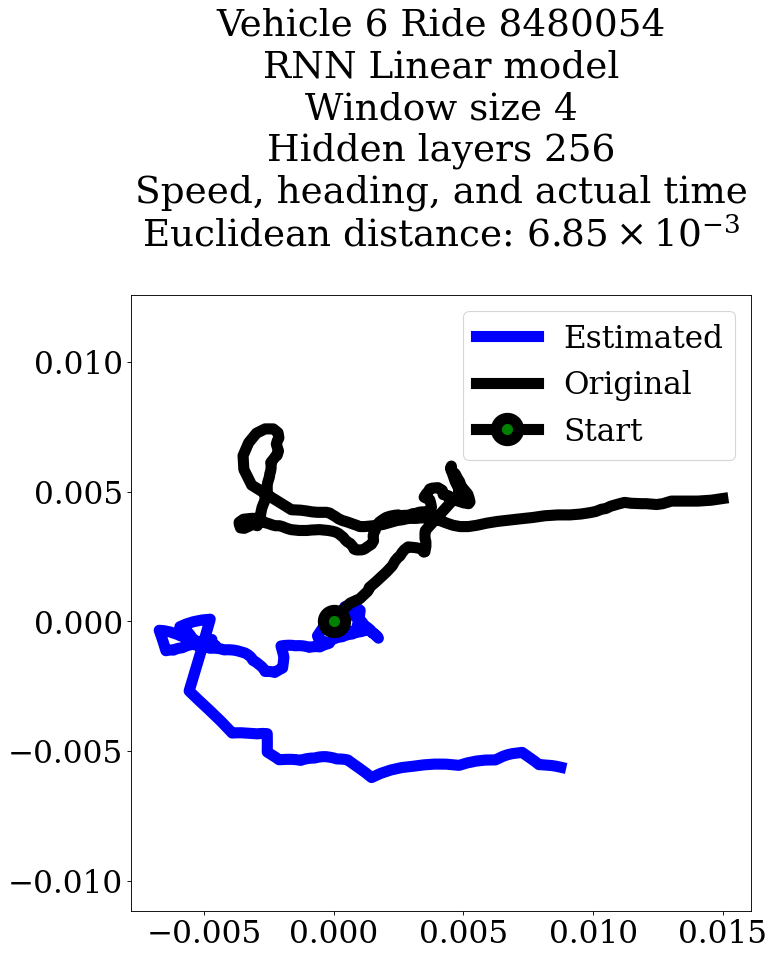 Vehicle 6 Ride 8480054
RNN Linear model
Window size 4
Hidden layers 256
Speed, heading, and actual time
Euclidean distance: 6.85 × 10⁻³
Estimated
Original
Start
0.010
0.005
0.000
−0.005
−0.010
−0.005 0.000 0.005 0.010 0.015